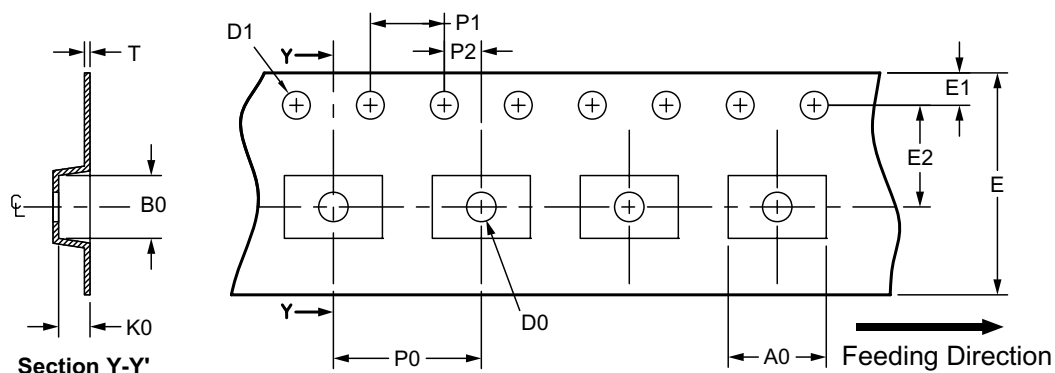 T
D1
Y
P1
P2
E1
E2
E
B0
℄
K0
Section Y-Y'
Y
P0
D0
A0
Feeding Direction